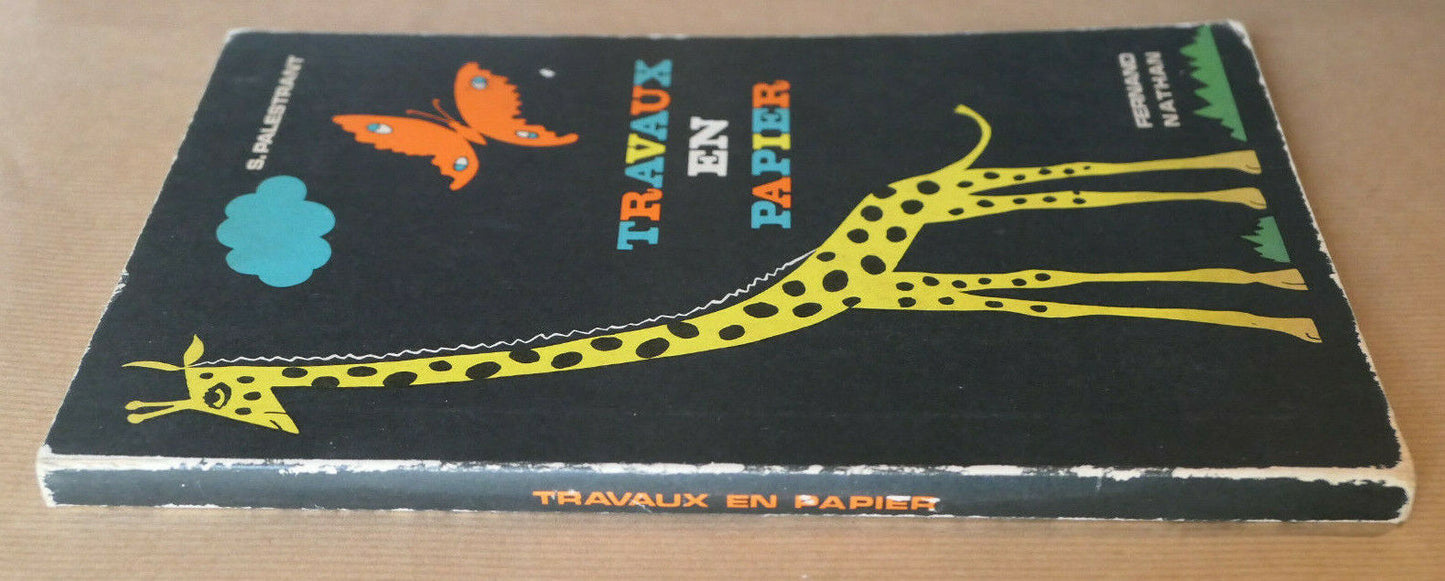 S. PALESTRANT
TRAVAUX
EN
PAPIER
FERNAND
NATHAN
TRAVAUX EN PAPIER